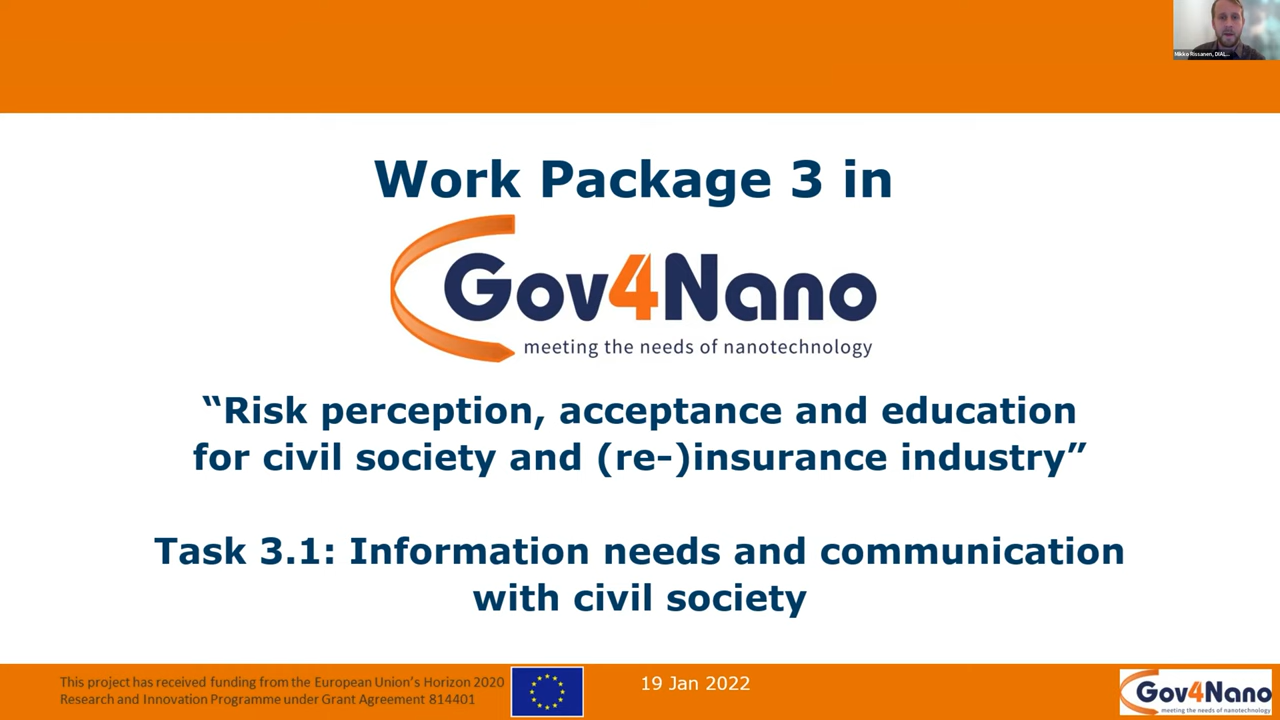 Mikko Rissanen, DIAL...
Work Package 3 in
Gov4Nano
meeting the needs of nanotechnology
“Risk perception, acceptance and education
for civil society and (re-)insurance industry”
Task 3.1: Information needs and communication
with civil society
This project has received funding from the European Union’s Horizon 2020
Research and Innovation Programme under Grant Agreement 814401
19 Jan 2022
Gov4Nano
meeting the needs of nanotechnology